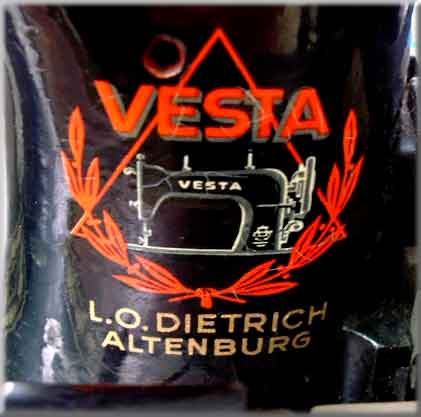 VESTA
VESTA
L.O. DIETRICH
ALTENBURG